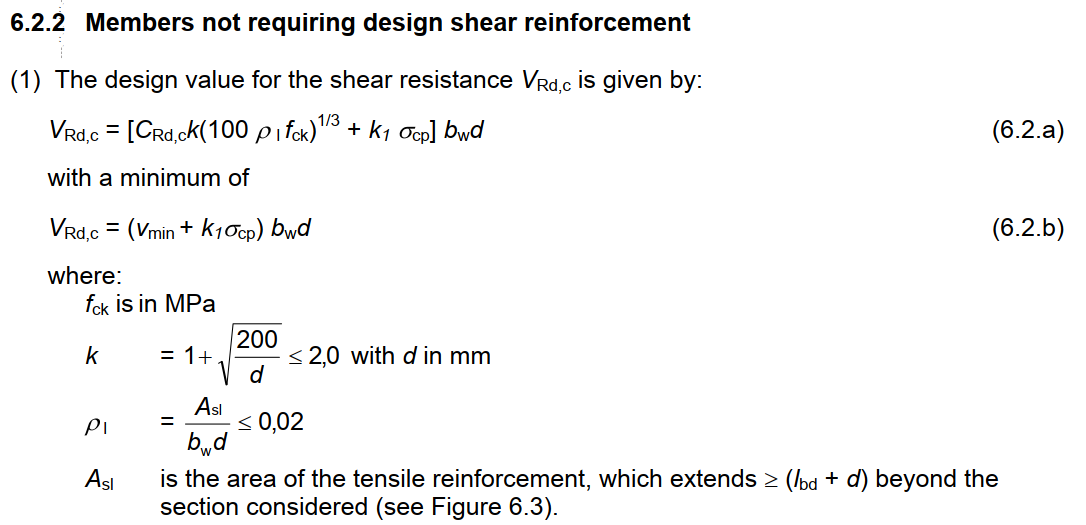 6.2.2 Members not requiring design shear reinforcement
(1) The design value for the shear resistance VRd,c is given by:
VRd,c = [CRd,ck(100 ρl fck)^1/3 + k1 σcp] bwd (6.2.a)
with a minimum of
VRd,c = (vmin + k1σcp) bwd (6.2.b)
where:
fck is in MPa
k = 1+√(200/d) ≤ 2,0 with d in mm
ρl = Asl/bwd ≤ 0,02
Asl is the area of the tensile reinforcement, which extends ≥ (lbd + d) beyond the
section considered (see Figure 6.3).